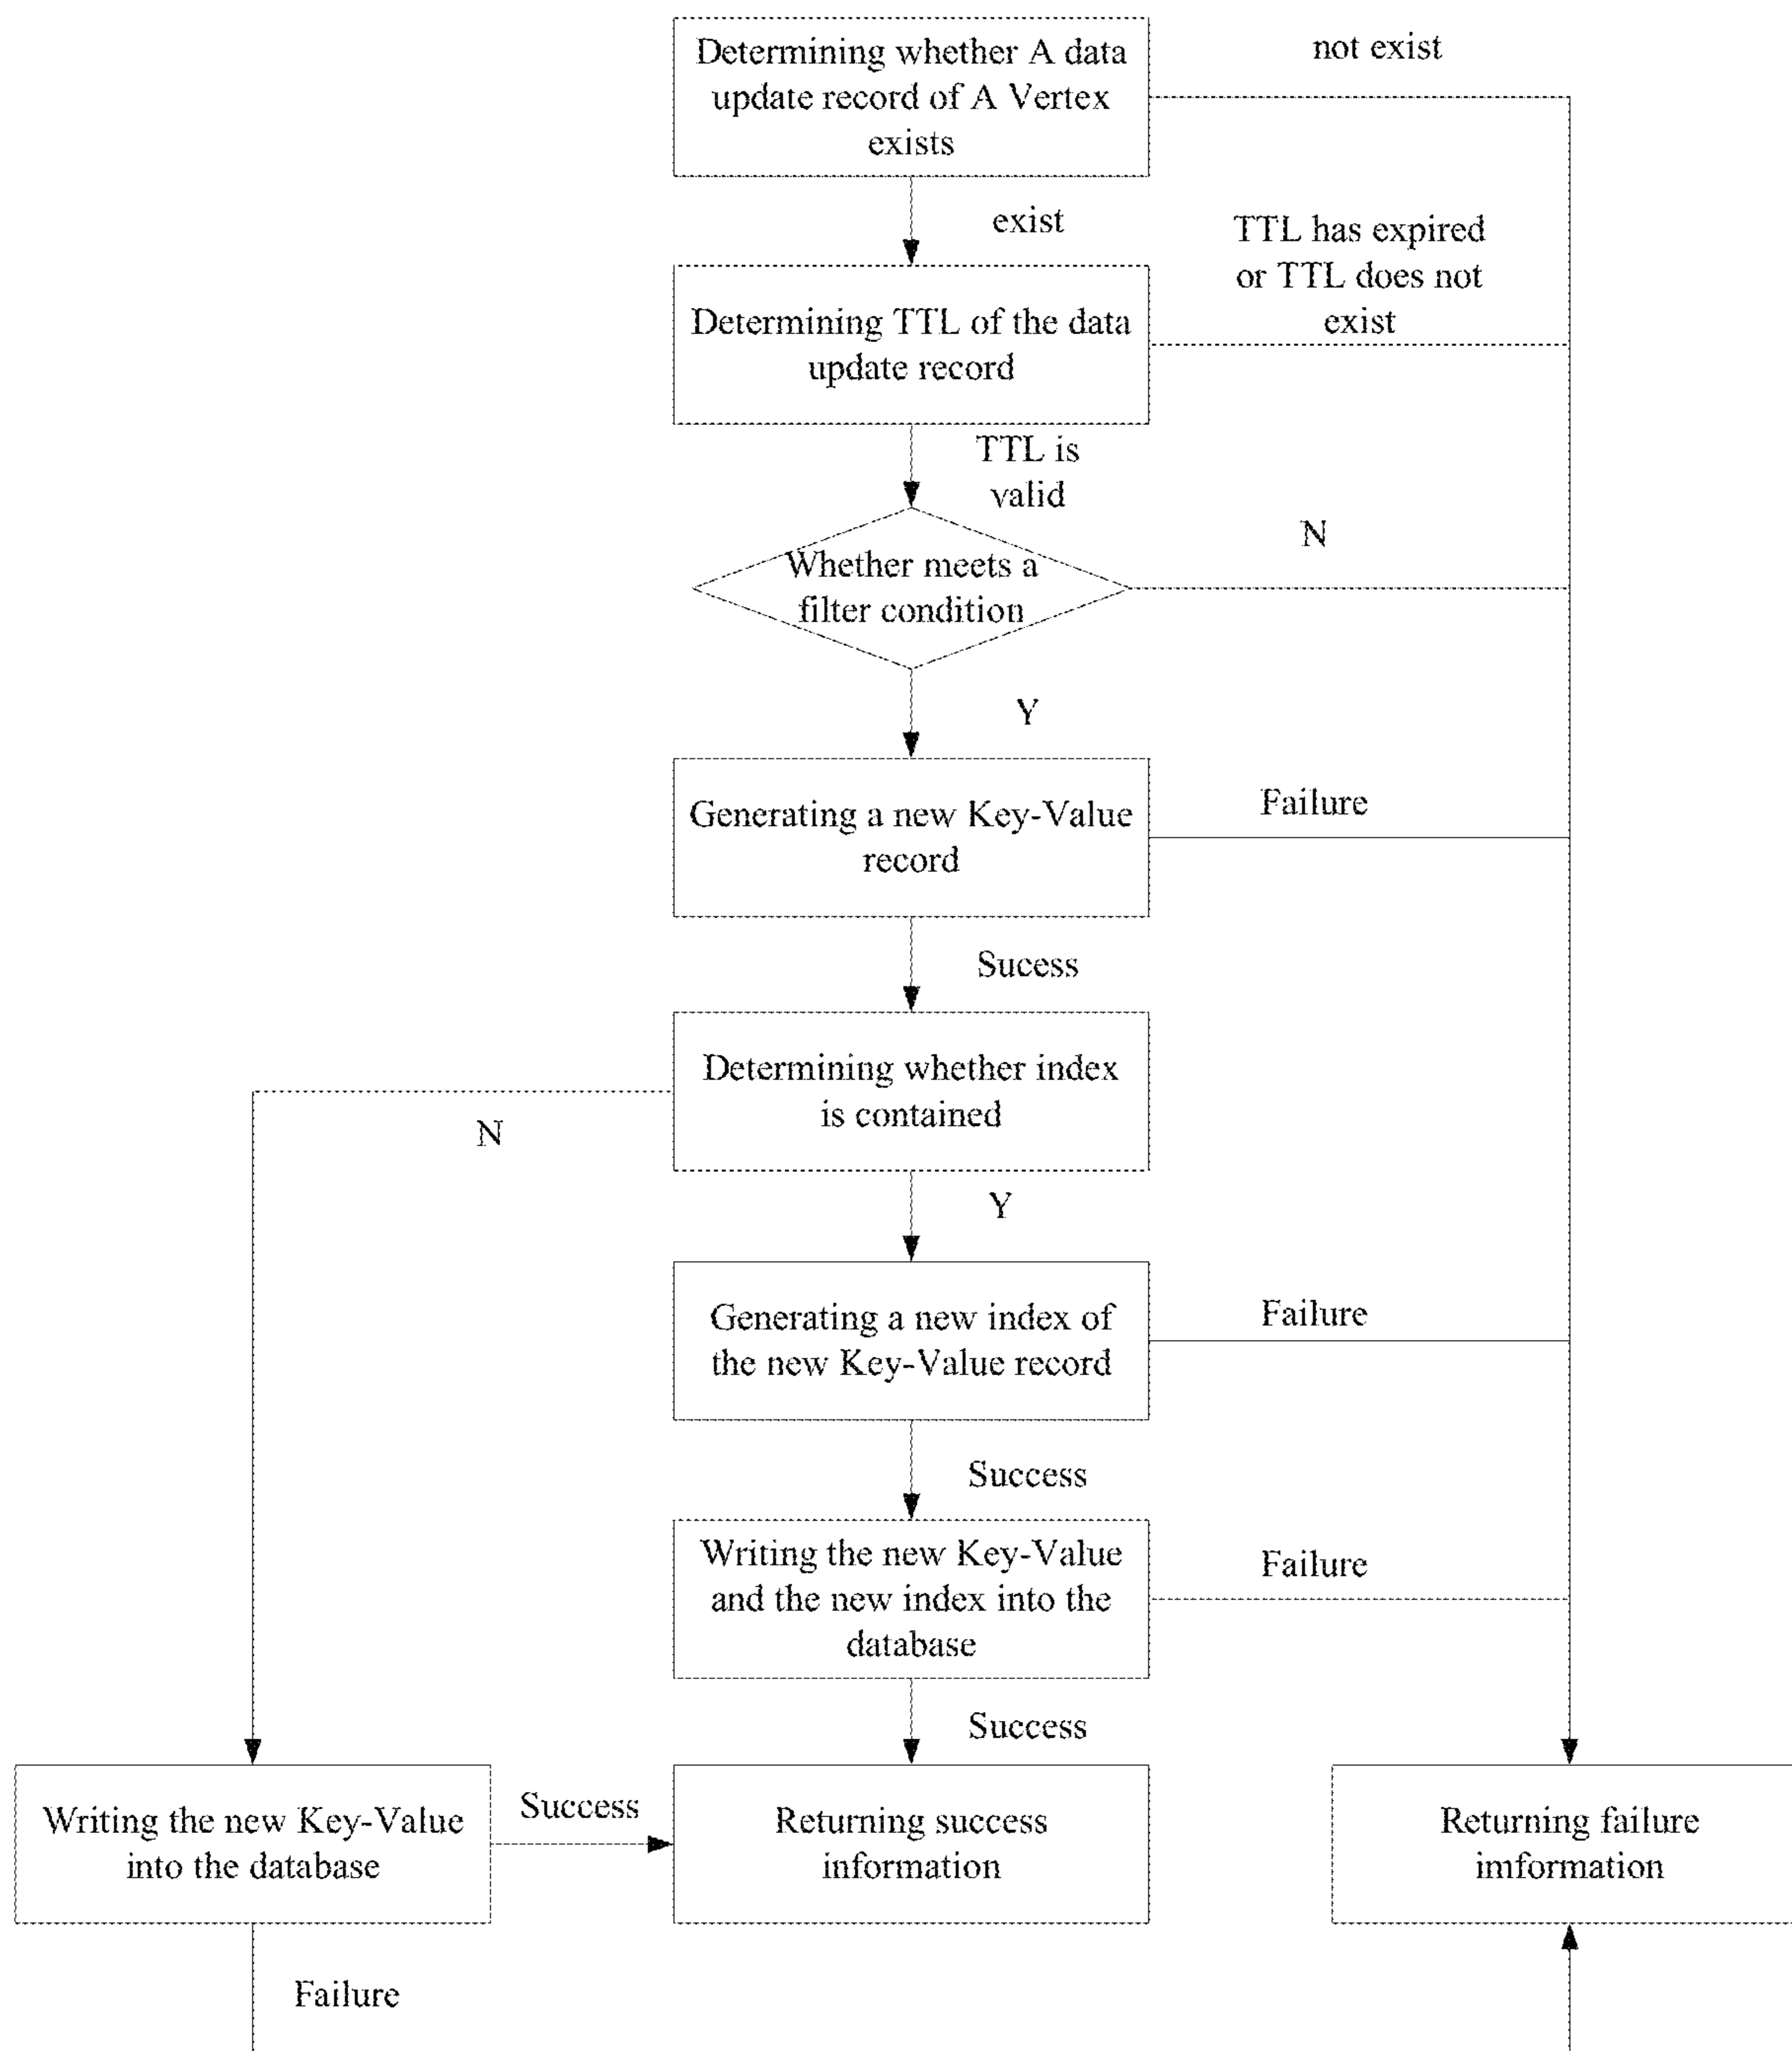 Determining whether A data
update record of A Vertex
exists
not exist
exist
TTL has expired
or TTL does not
exist
Determining TTL of the data
update record
TTL is
valid
Whether meets a
filter condition
N
Y
Generating a new Key-Value
record
Failure
Sucess
Determining whether index
is contained
N
Y
Generating a new index of
the new Key-Value record
Failure
Success
Writing the new Key-Value
and the new index into the
database
Failure
Success
Writing the new Key-Value
into the database
Success
Returning success
information
Returning failure
imformation
Failure